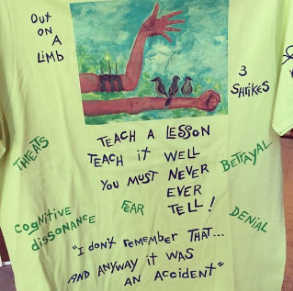 Out
ON
A
LIMB
3
SHRIKES
TEACH A LESSON
TEACH iT WELL
YOU MUST NEVER
EVER
TELL!
THREATS
BETRAYAL
COGNiTiVE
diSSONANCE
FEAR
DENIAL
"I DON'T REMEMBER THAT...
AND ANYWAY iT WAS
AN ACCIDENT"